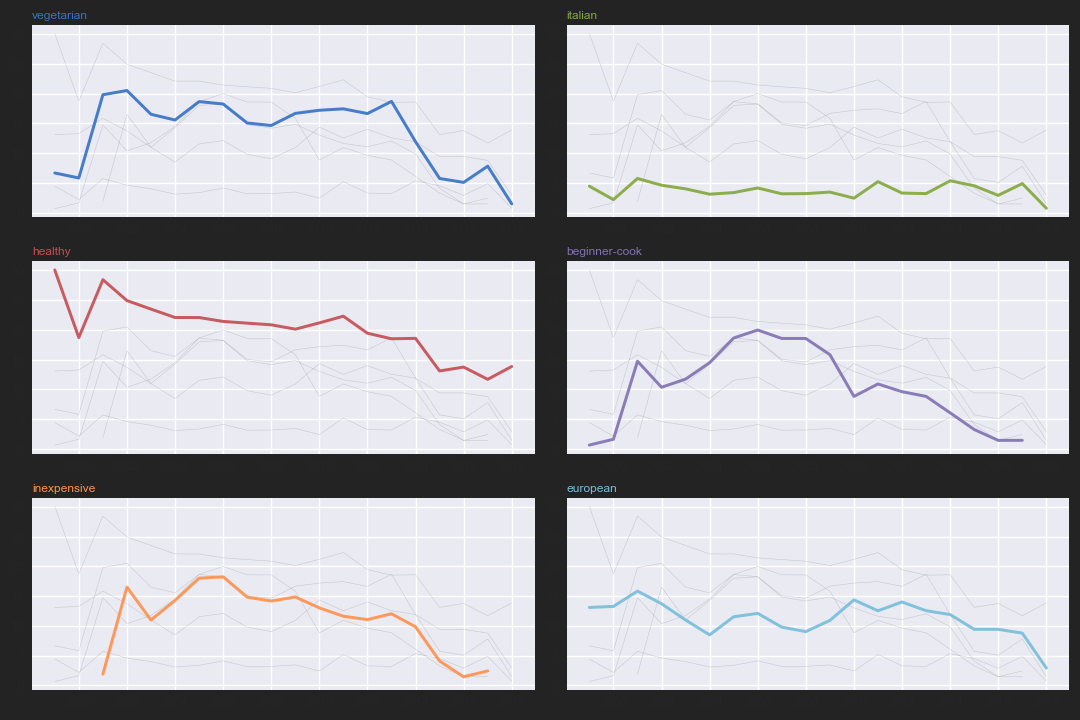 vegetarian
italian
healthy
beginner-cook
inexpensive
european